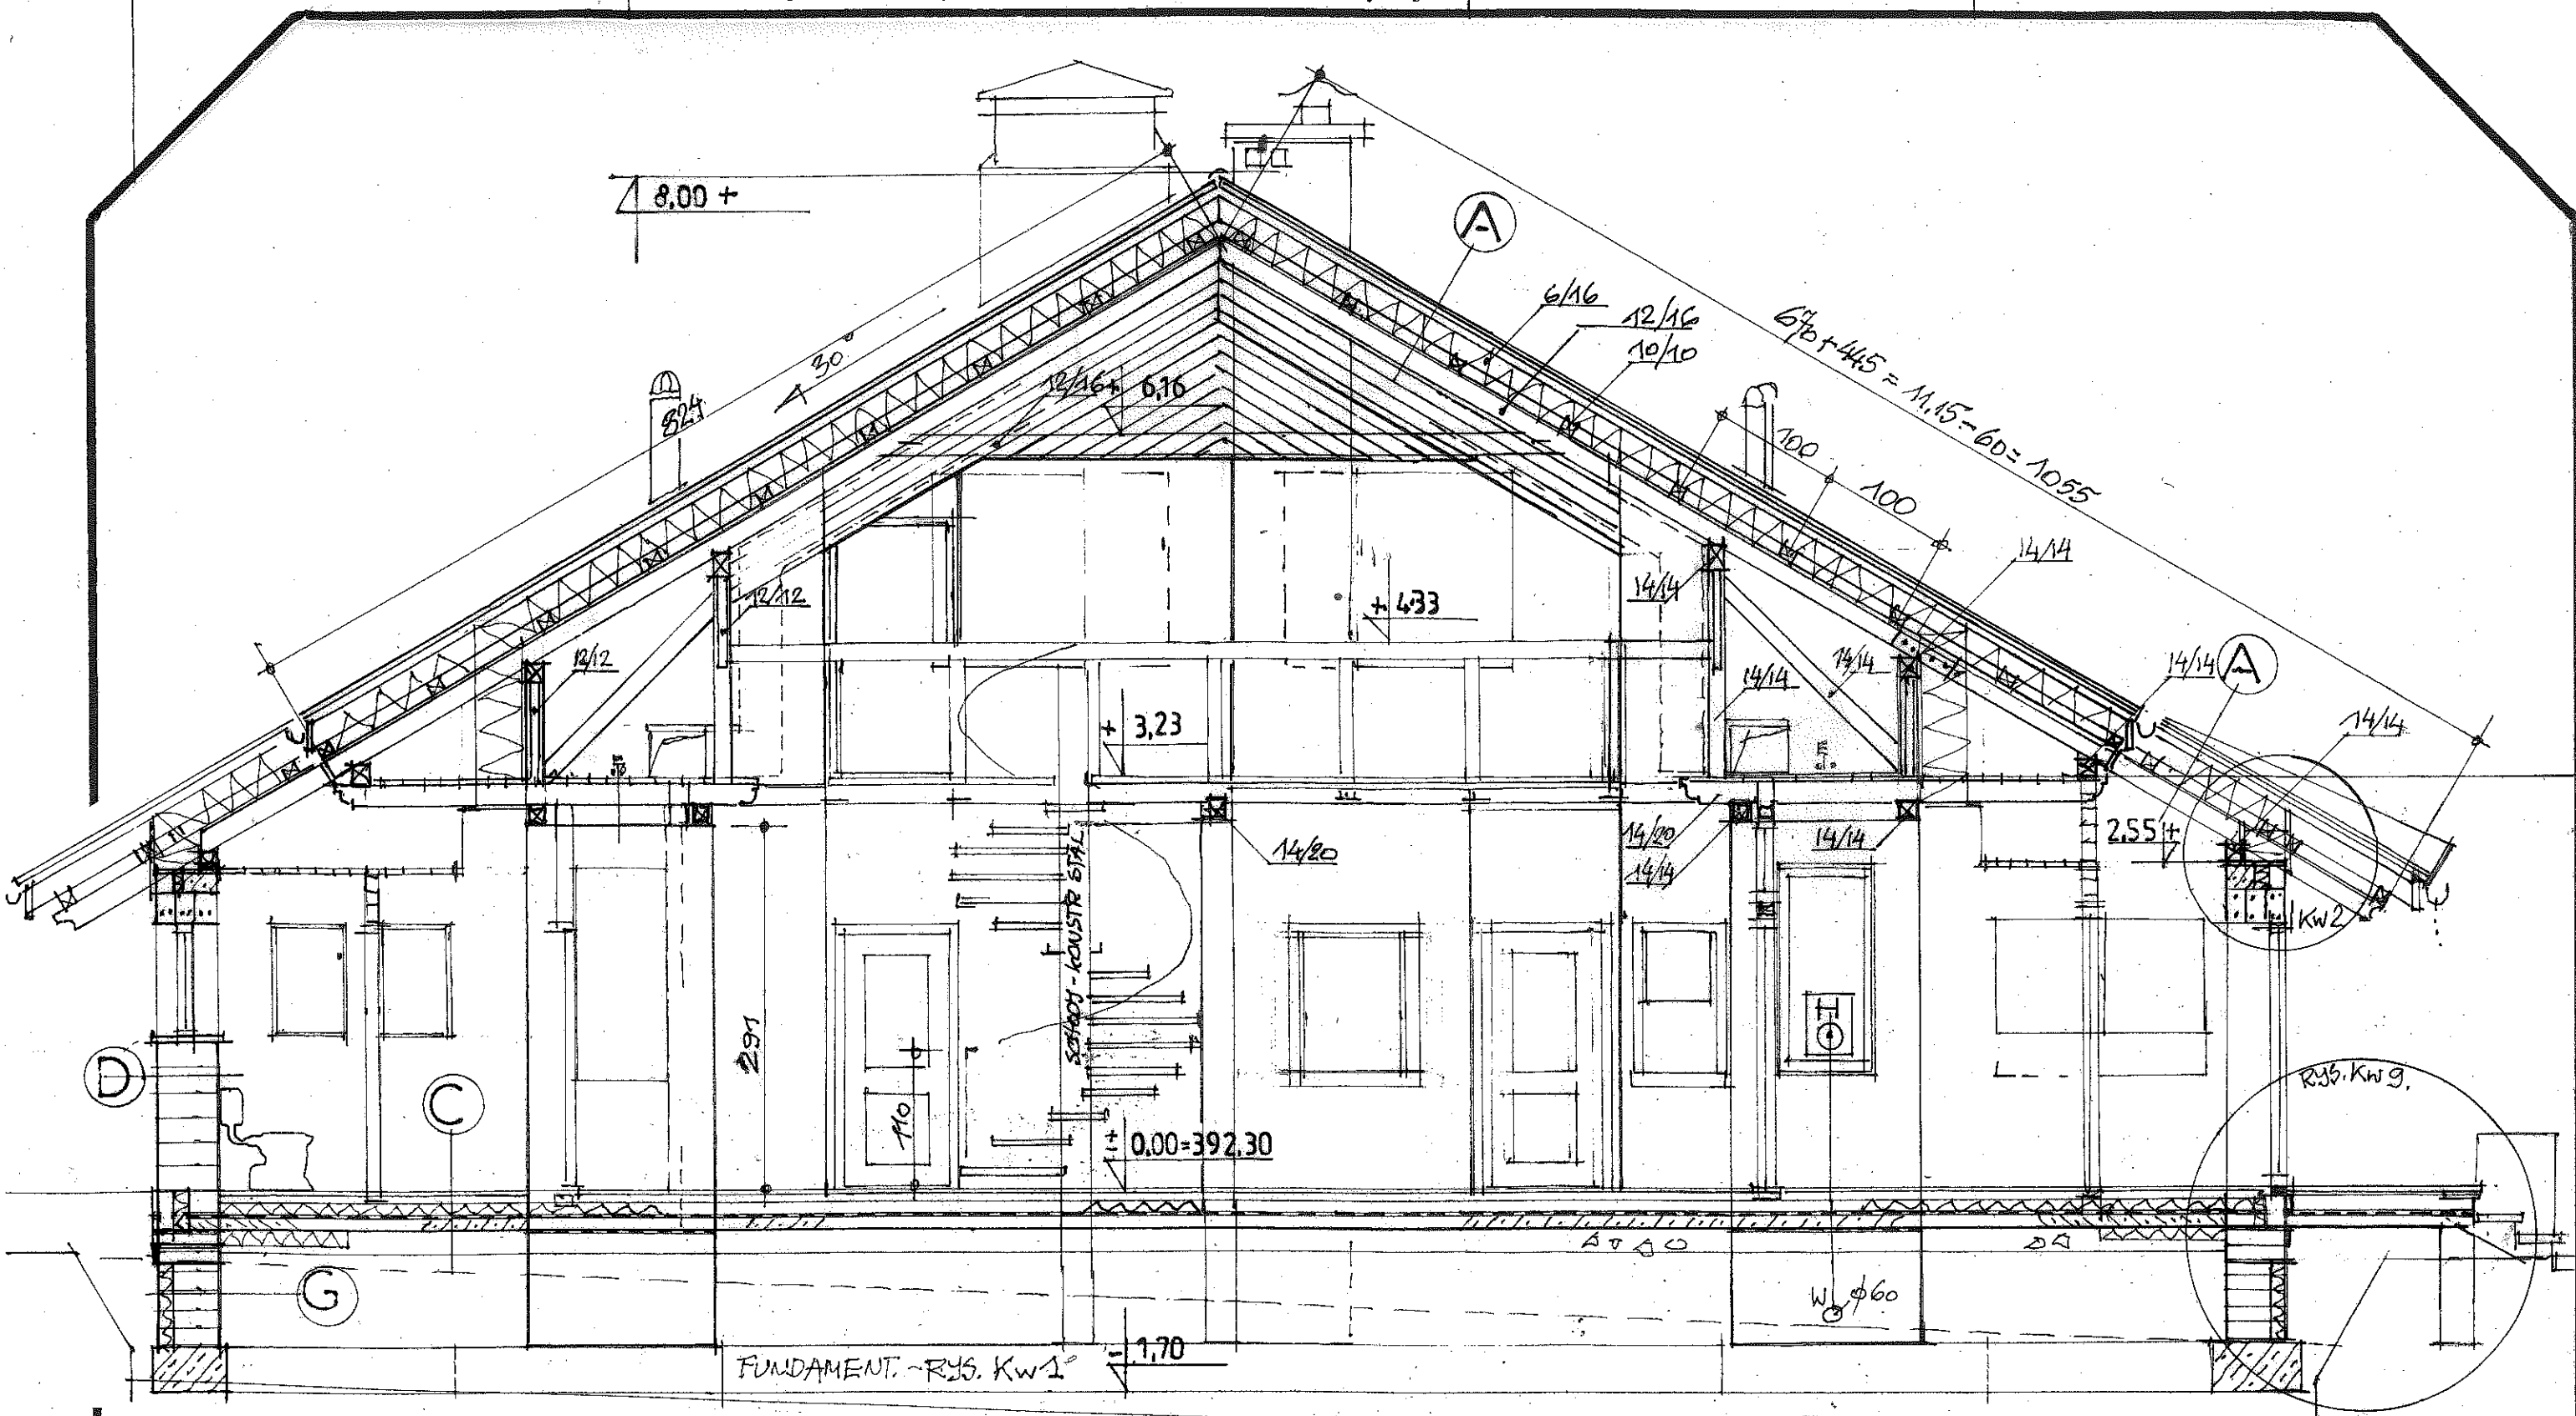 8,00 +
A
6/16
12/16
10/10
670+445 = 11.15-60= 1055
30°
12/16
+ 6,16
824
100
100
14/14
14/14
+ 4.33
12/12
12/12
14/14
14/14
14/14
A
14/14
+ 3,23
14/20
14/20
14/14
14/14
2.55 +
KW2
SCHODY - KONSTR STAL
291
110
H
D
C
RYS. KW 9.
± 0.00=392.30
G
W φ60
- 1,70
FUNDAMENT. - RYS. KW 1